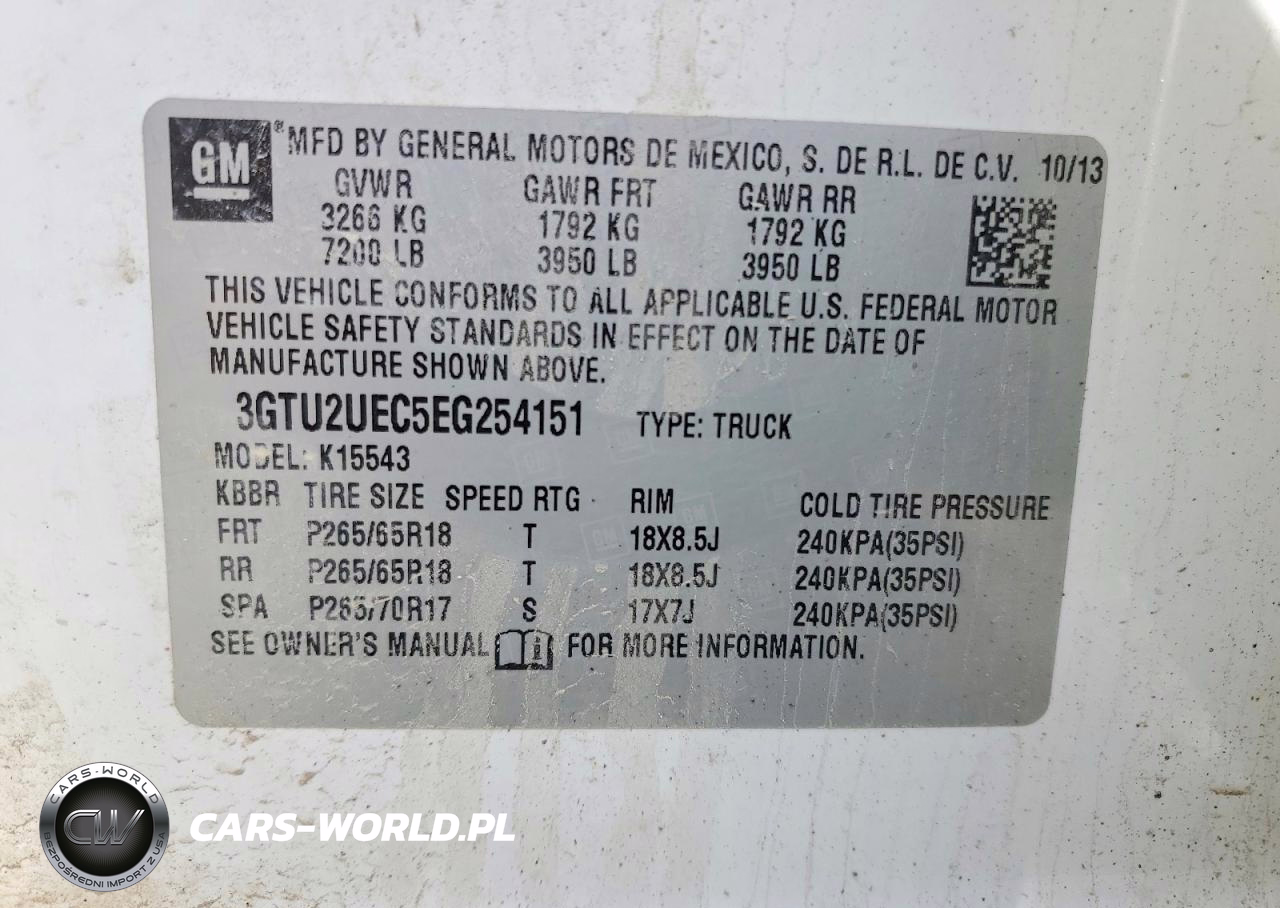 GM ® MFD BY GENERAL MOTORS DE MEXICO, S. DE R.L. DE C.V. 10/13
GVWR GAWR FRT GAWR RR
3266 KG 1792 KG 1792 KG
7200 LB 3950 LB 3950 LB
THIS VEHICLE CONFORMS TO ALL APPLICABLE U.S. FEDERAL MOTOR
VEHICLE SAFETY STANDARDS IN EFFECT ON THE DATE OF
MANUFACTURE SHOWN ABOVE.
3GTU2UEC5EG254151 TYPE: TRUCK
MODEL: K15543
KBBR TIRE SIZE SPEED RTG RIM COLD TIRE PRESSURE
FRT P265/65R18 T 18X8.5J 240KPA(35PSI)
RR P265/65R18 T 18X8.5J 240KPA(35PSI)
SPA P265/70R17 S 17X7J 240KPA(35PSI)
SEE OWNER'S MANUAL i FOR MORE INFORMATION.
CARS-WORLD
CW
BEZPOŚREDNI IMPORT Z USA
CARS-WORLD.PL